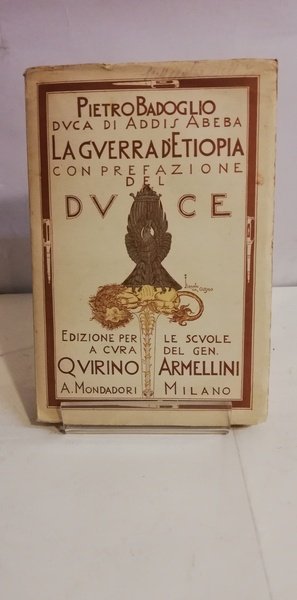 PIETRO BADOGLIO
DVCA DI ADDIS ABEBA
LA GVERRA D'ETIOPIA
CON PREFAZIONE
DEL
DVCE
EDIZIONE PER LE SCVOLE
A CVRA DEL GEN.
QVIRINO ARMELLINI
A. MONDADORI MILANO